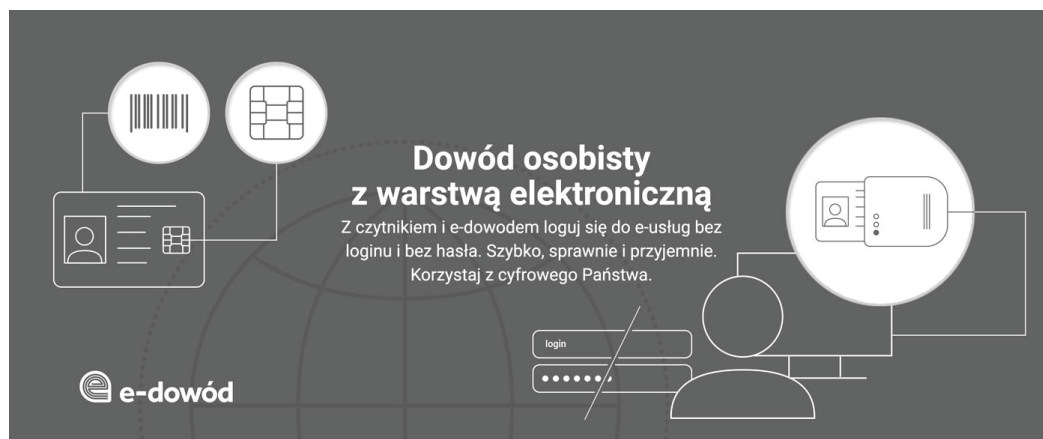 Dowód osobisty
z warstwą elektroniczną
Z czytnikiem i e-dowodem loguj się do e-usług bez
loginu i bez hasła. Szybko, sprawnie i przyjemnie.
Korzystaj z cyfrowego Państwa.
login
e-dowód